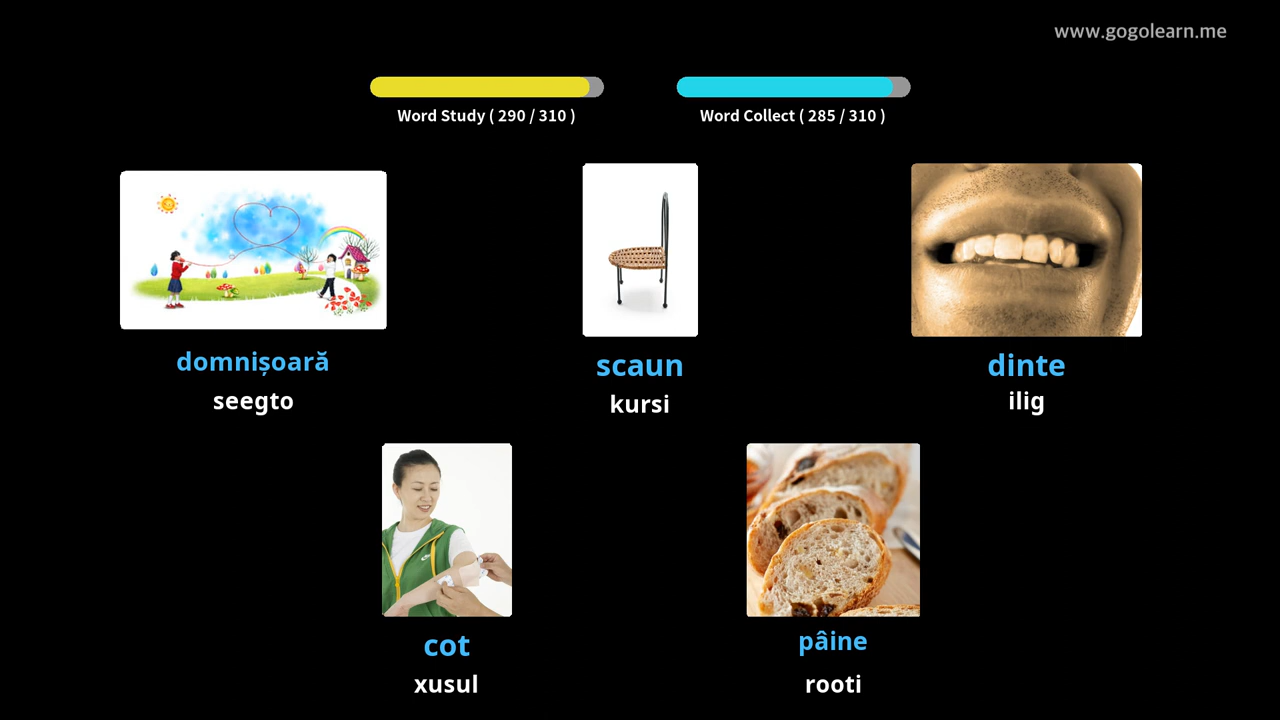 www.gogolearn.me
Word Study ( 290 / 310 )
Word Collect ( 285 / 310 )
domnișoară
seegto
scaun
kursi
dinte
ilig
cot
xusul
pâine
rooti